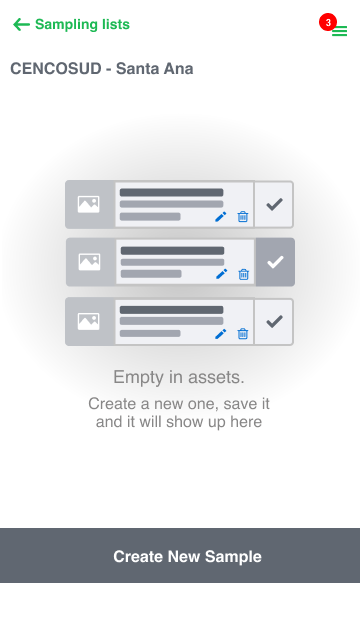 Sampling lists
3
CENCOSUD - Santa Ana
Empty in assets.
Create a new one, save it
and it will show up here
Create New Sample